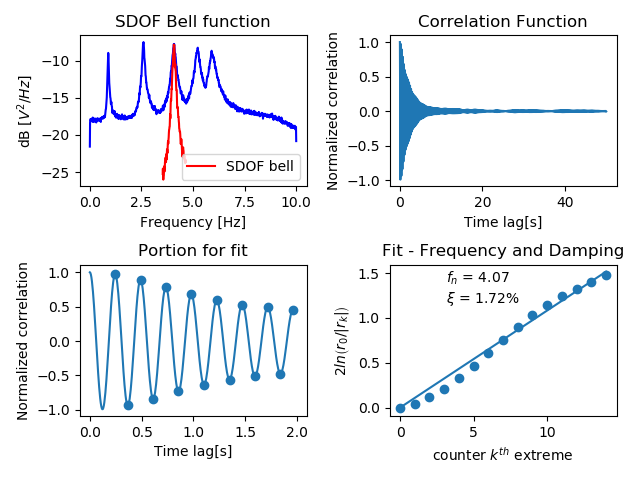 SDOF Bell function
dB [V²/Hz]
−10
−15
−20
−25
0.0 2.5 5.0 7.5 10.0
Frequency [Hz]
SDOF bell
Correlation Function
Normalized correlation
1.0
0.5
0.0
−0.5
−1.0
0 20 40
Time lag[s]
Portion for fit
Normalized correlation
1.0
0.5
0.0
−0.5
−1.0
0.0 0.5 1.0 1.5 2.0
Time lag[s]
Fit - Frequency and Damping
2ln(r₀/|rₖ|)
1.5
1.0
0.5
0.0
fₙ = 4.07
ξ = 1.72%
0 5 10
counter kᵗʰ extreme